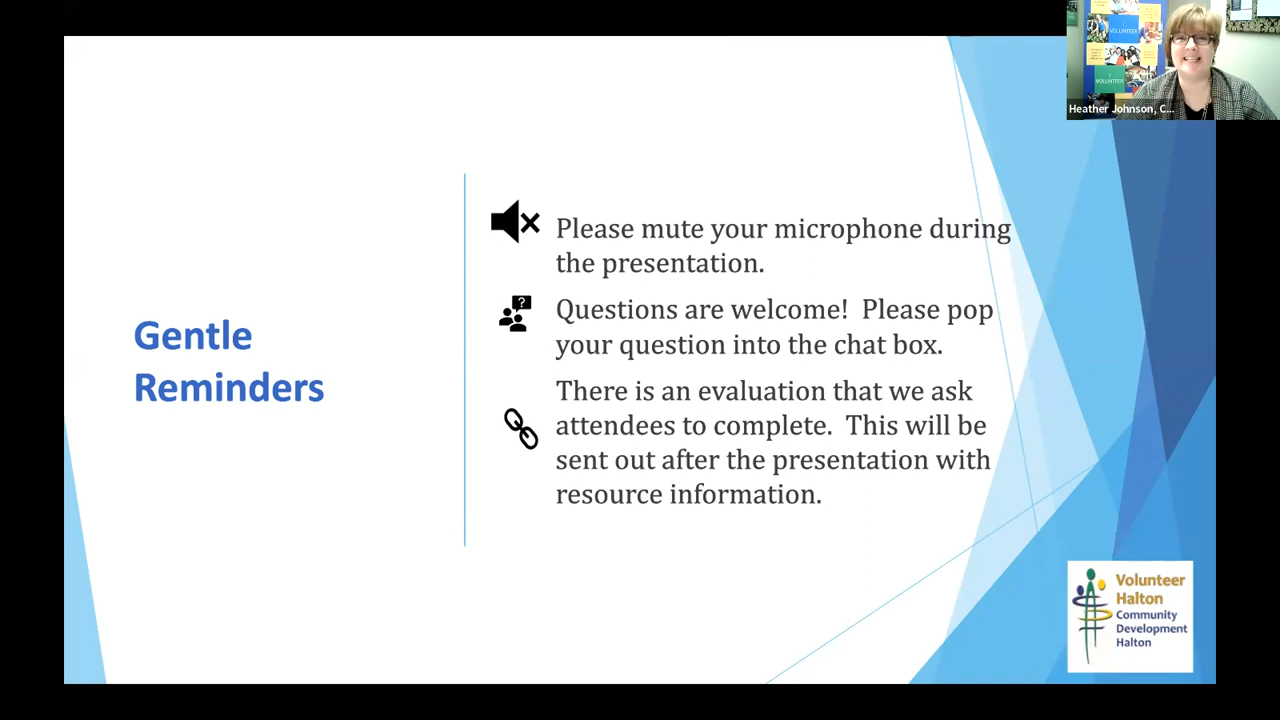 VOLUNTEER
VOLUNTEER
Heather Johnson, C...
Please mute your microphone during
the presentation.
?
Questions are welcome!  Please pop
your question into the chat box.
Gentle
Reminders
There is an evaluation that we ask
attendees to complete.  This will be
sent out after the presentation with
resource information.
Volunteer
Halton
Community
Development
Halton